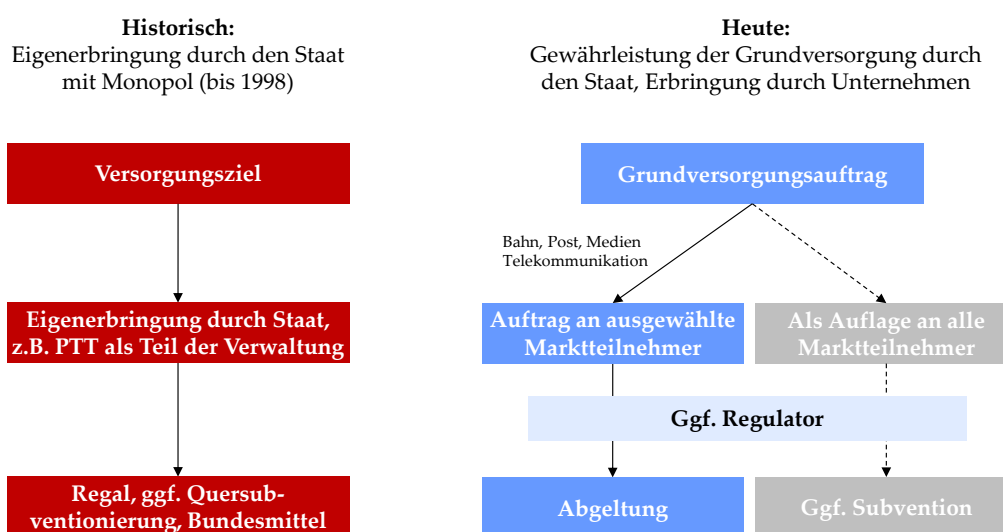 Historisch:
Eigenerbringung durch den Staat
mit Monopol (bis 1998)
Versorgungsziel
Eigenerbringung durch Staat,
z.B. PTT als Teil der Verwaltung
Regal, ggf. Quersub-
ventionierung, Bundesmittel
Heute:
Gewährleistung der Grundversorgung durch
den Staat, Erbringung durch Unternehmen
Grundversorgungsauftrag
Bahn, Post, Medien
Telekommunikation
Auftrag an ausgewählte
Marktteilnehmer
Als Auflage an alle
Marktteilnehmer
Ggf. Regulator
Abgeltung
Ggf. Subvention